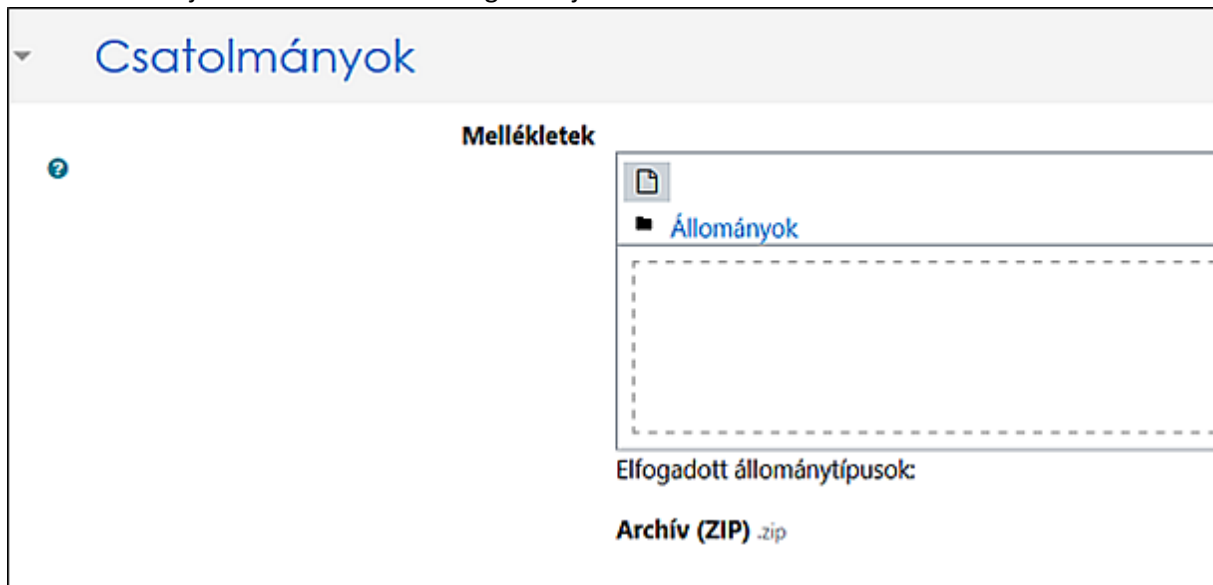 Csatolmányok
Mellékletek
Állományok
Elfogadott állománytípusok:
Archív (ZIP) .zip